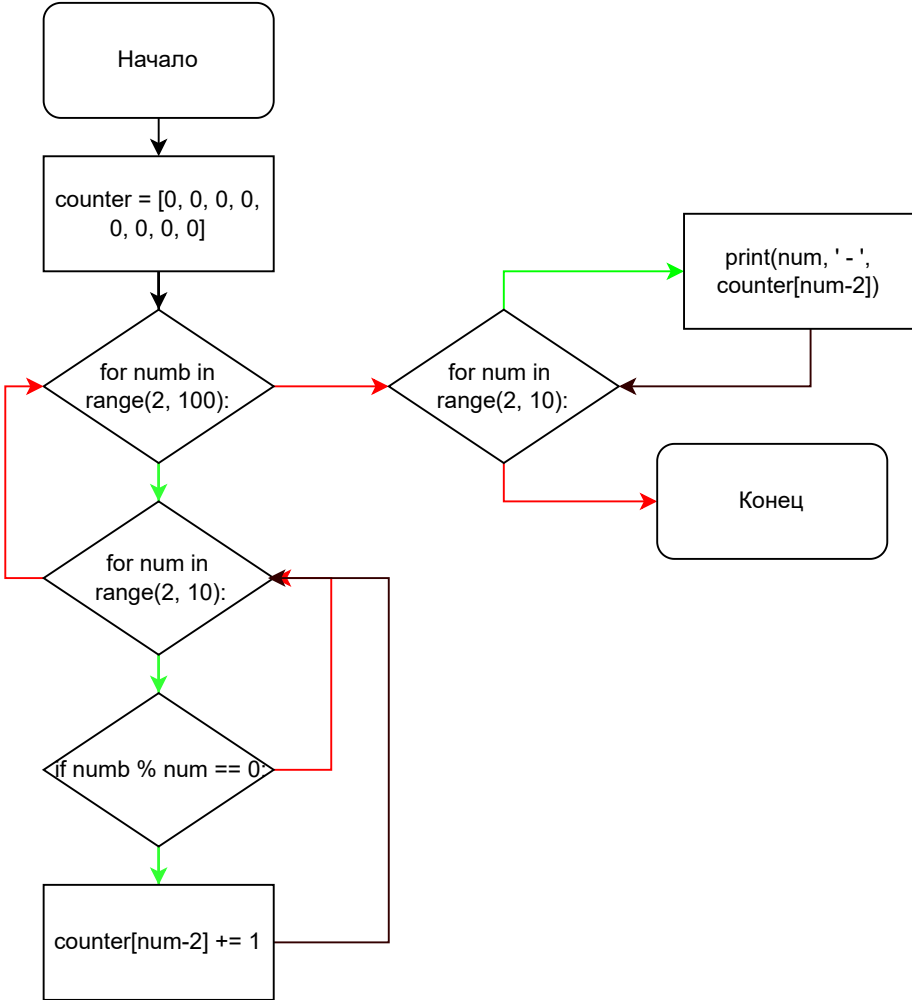 Начало
counter = [0, 0, 0, 0,
0, 0, 0, 0]
for numb in
range(2, 100):
for num in
range(2, 10):
if numb % num == 0:
counter[num-2] += 1
for num in
range(2, 10):
print(num, ' - ',
counter[num-2])
Конец